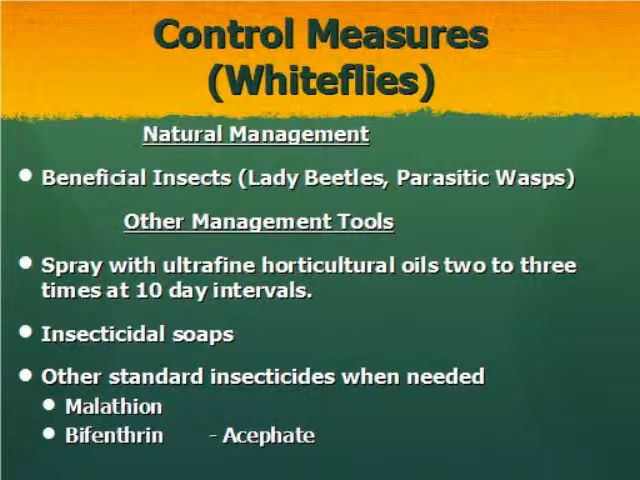 Control Measures
(Whiteflies)
Natural Management
• Beneficial Insects (Lady Beetles, Parasitic Wasps)
Other Management Tools
• Spray with ultrafine horticultural oils two to three
times at 10 day intervals.
• Insecticidal soaps
• Other standard insecticides when needed
• Malathion
• Bifenthrin - Acephate